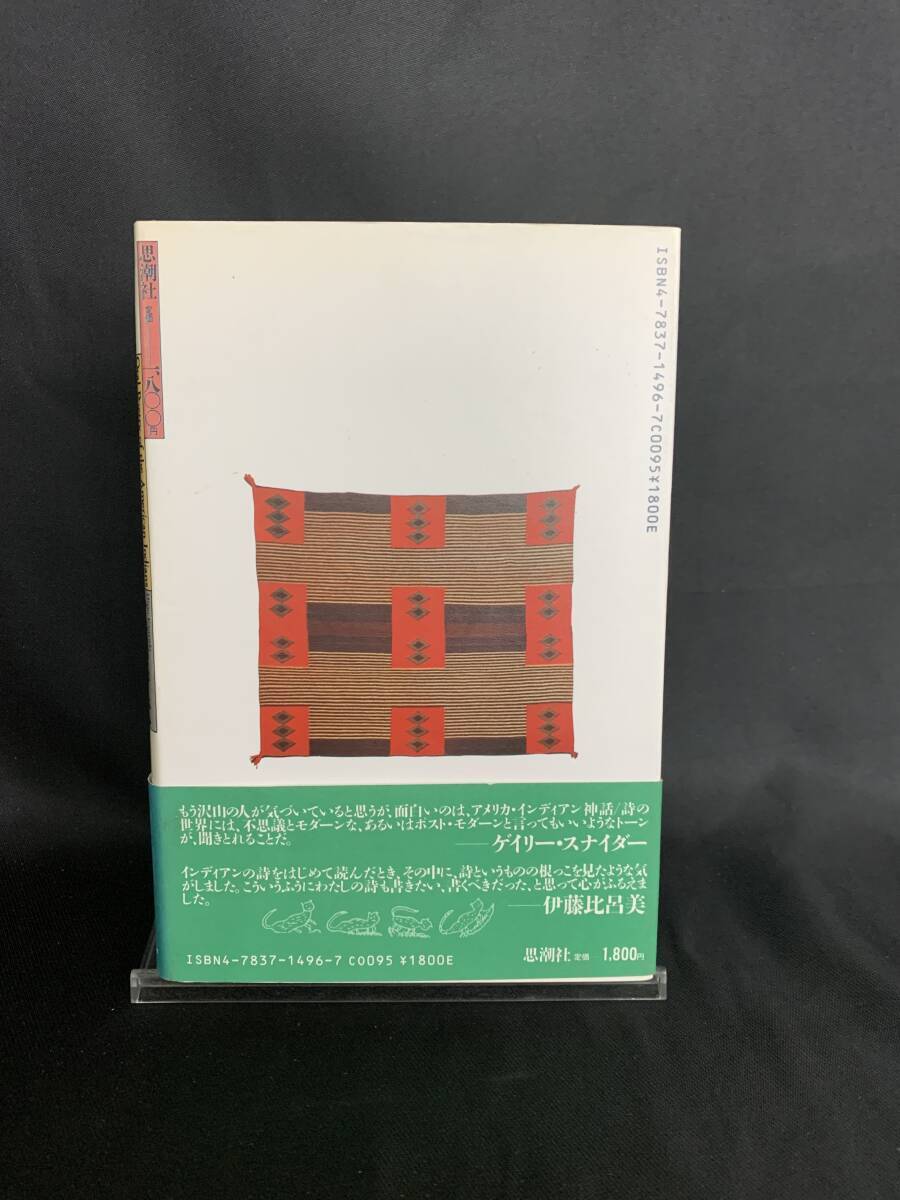 思潮社
定価
一八〇〇円
American Indians
ISBN4-7837-1496-7C0095¥1800E
もう沢山の人が気づいていると思うが、面白いのは、アメリカ・インディアン神話/詩の
世界には、不思議とモダーンな、あるいはポスト・モダーンと言ってもいいようなトーン
が、聞きとれることだ。
——ゲイリー・スナイダー
インディアンの詩をはじめて読んだとき、その中に、詩というものの根っこを見たような気
がしました。こういうふうにわたしの詩も書きたい、書くべきだった、と思って心がふるえま
した。
——伊藤比呂美
ISBN4-7837-1496-7 C0095 ¥1800E
思潮社 定価 1,800円